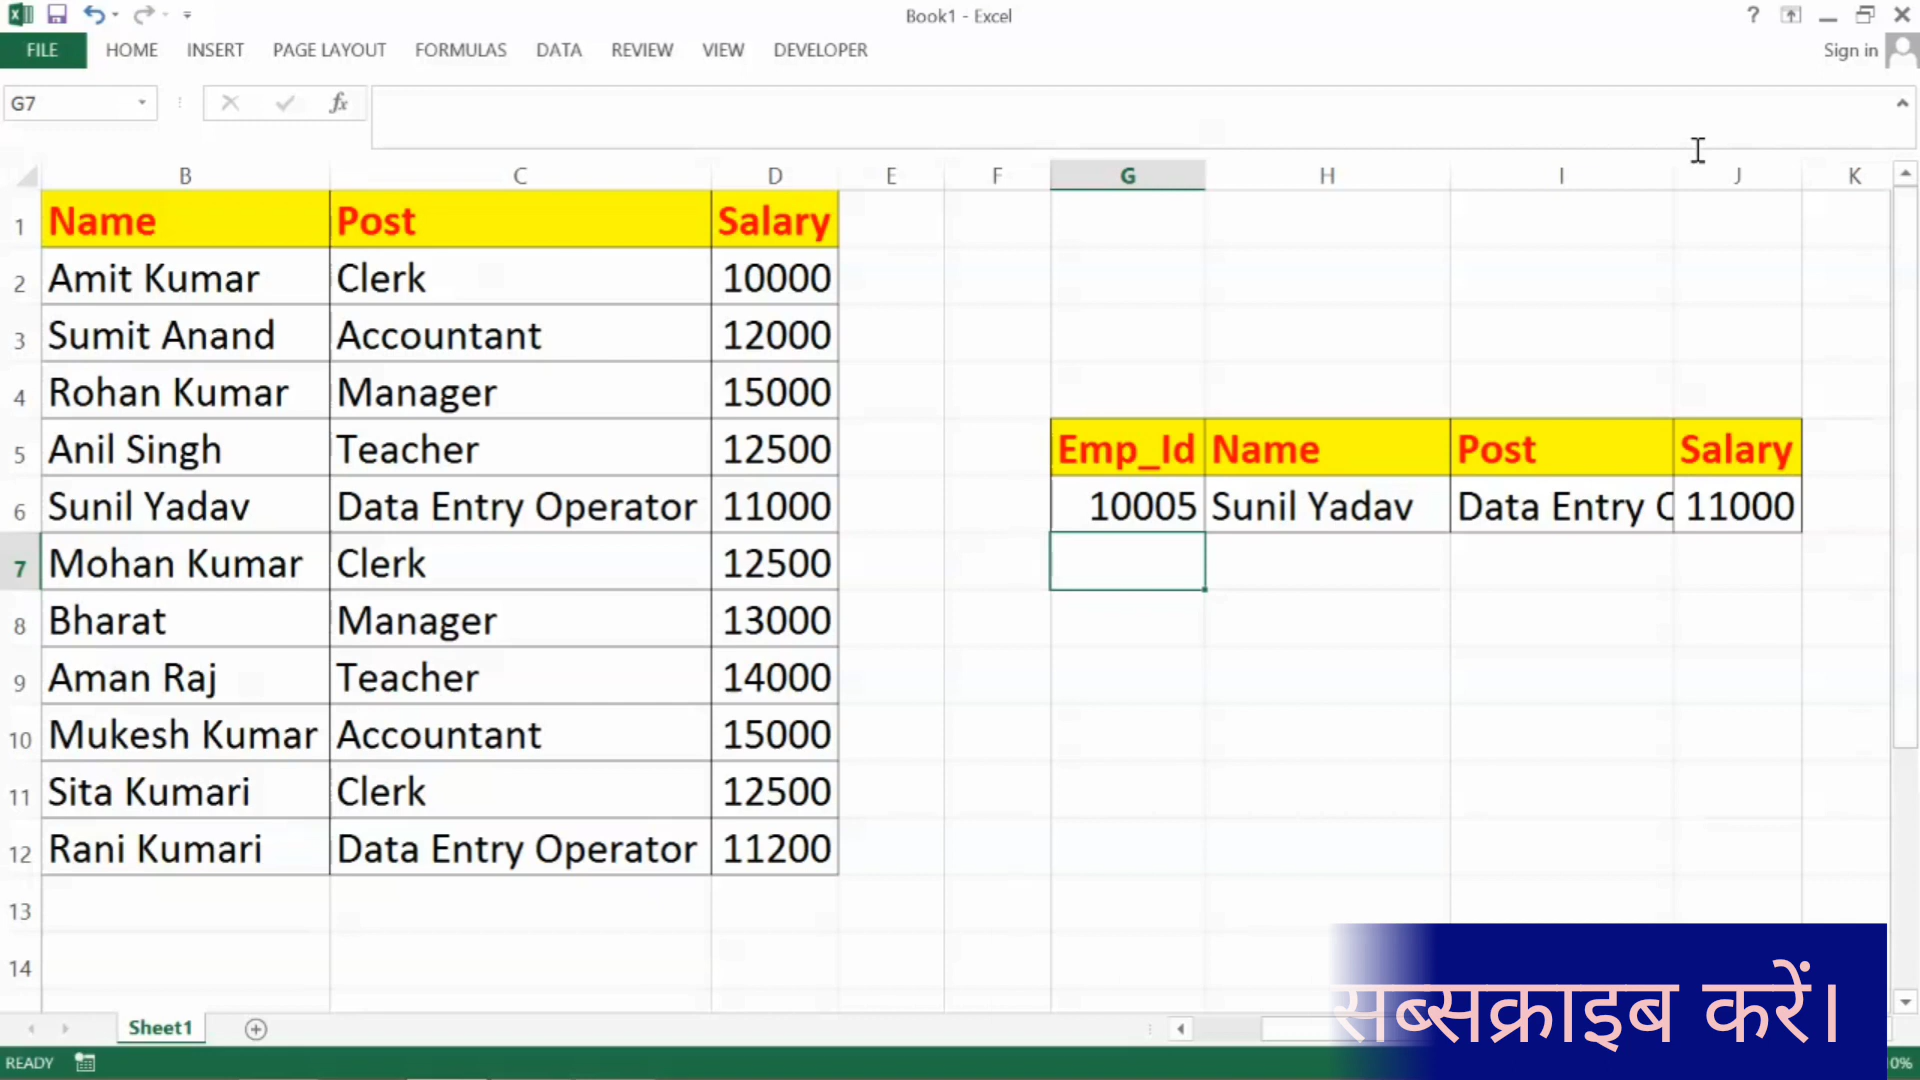 Book1 - Excel
?
FILE HOME INSERT PAGE LAYOUT FORMULAS DATA REVIEW VIEW DEVELOPER Sign in
G7 fx
B C D E F G H I J K
1 Name Post Salary
2 Amit Kumar Clerk 10000
3 Sumit Anand Accountant 12000
4 Rohan Kumar Manager 15000
5 Anil Singh Teacher 12500 Emp_Id Name Post Salary
6 Sunil Yadav Data Entry Operator 11000 10005 Sunil Yadav Data Entry 11000
7 Mohan Kumar Clerk 12500
8 Bharat Manager 13000
9 Aman Raj Teacher 14000
10 Mukesh Kumar Accountant 15000
11 Sita Kumari Clerk 12500
12 Rani Kumari Data Entry Operator 11200
13
14
सब्सक्राइब करें।
Sheet1
READY